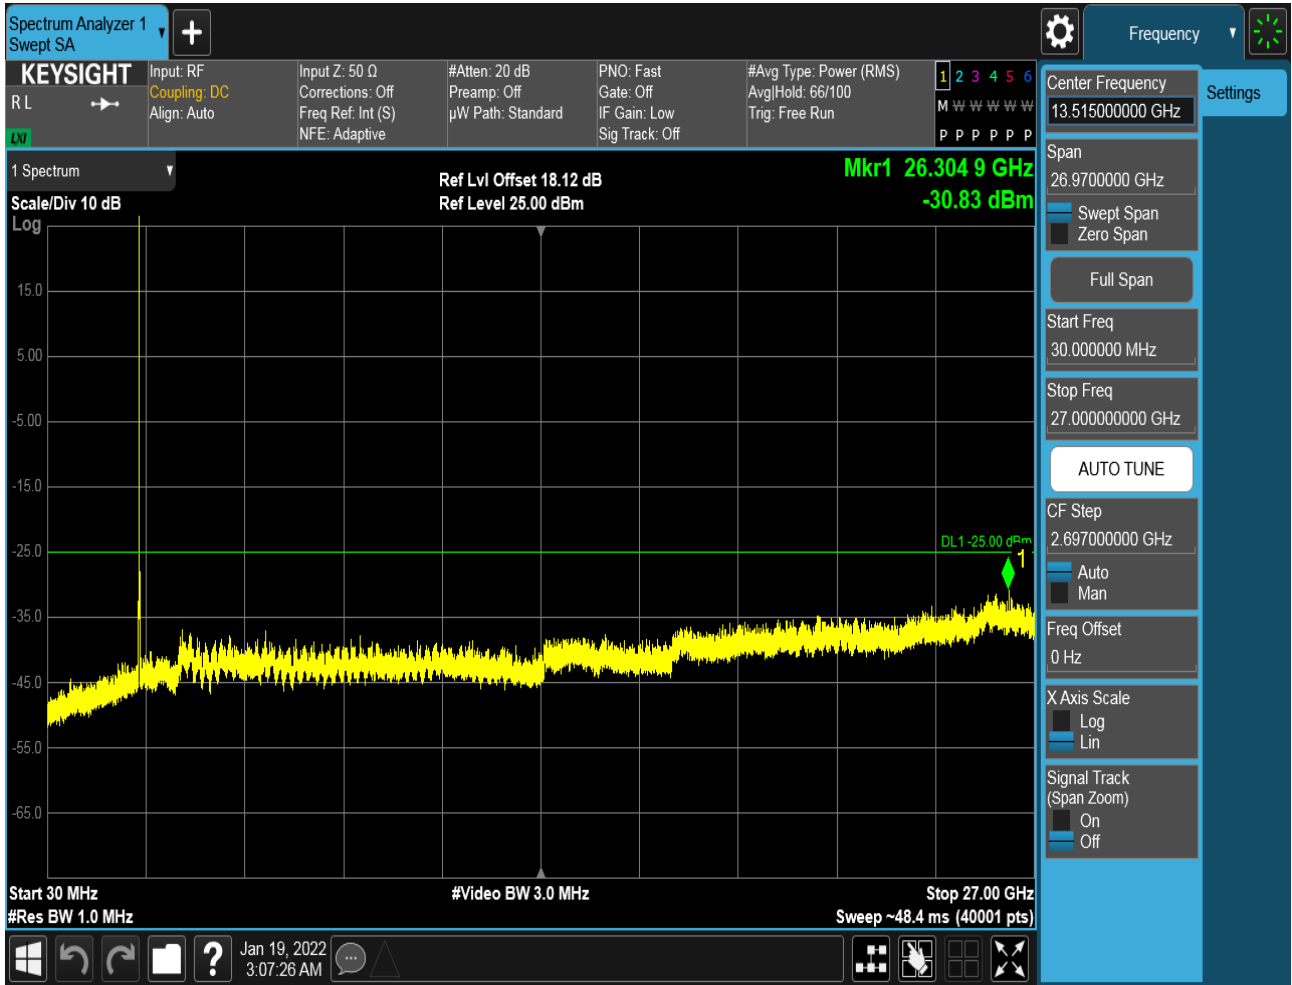 Spectrum Analyzer 1
Swept SA
Frequency
KEYSIGHT
R L
LXI
Input: RF
Coupling: DC
Align: Auto
Input Z: 50 Ω
Corrections: Off
Freq Ref: Int (S)
NFE: Adaptive
#Atten: 20 dB
Preamp: Off
µW Path: Standard
PNO: Fast
Gate: Off
IF Gain: Low
Sig Track: Off
#Avg Type: Power (RMS)
Avg|Hold: 66/100
Trig: Free Run
1 2 3 4 5 6
M W W W W W
P P P P P P
1 Spectrum
Scale/Div 10 dB
Log
Ref Lvl Offset 18.12 dB
Ref Level 25.00 dBm
Mkr1 26.304 9 GHz
-30.83 dBm
15.0
5.00
-5.00
-15.0
-25.0
-35.0
-45.0
-55.0
-65.0
DL1 -25.00 dBm
1
Start 30 MHz
#Res BW 1.0 MHz
#Video BW 3.0 MHz
Stop 27.00 GHz
Sweep ~48.4 ms (40001 pts)
Jan 19, 2022
3:07:26 AM
Center Frequency
13.515000000 GHz
Settings
Span
26.9700000 GHz
Swept Span
Zero Span
Full Span
Start Freq
30.000000 MHz
Stop Freq
27.000000000 GHz
AUTO TUNE
CF Step
2.697000000 GHz
Auto
Man
Freq Offset
0 Hz
X Axis Scale
Log
Lin
Signal Track
(Span Zoom)
On
Off